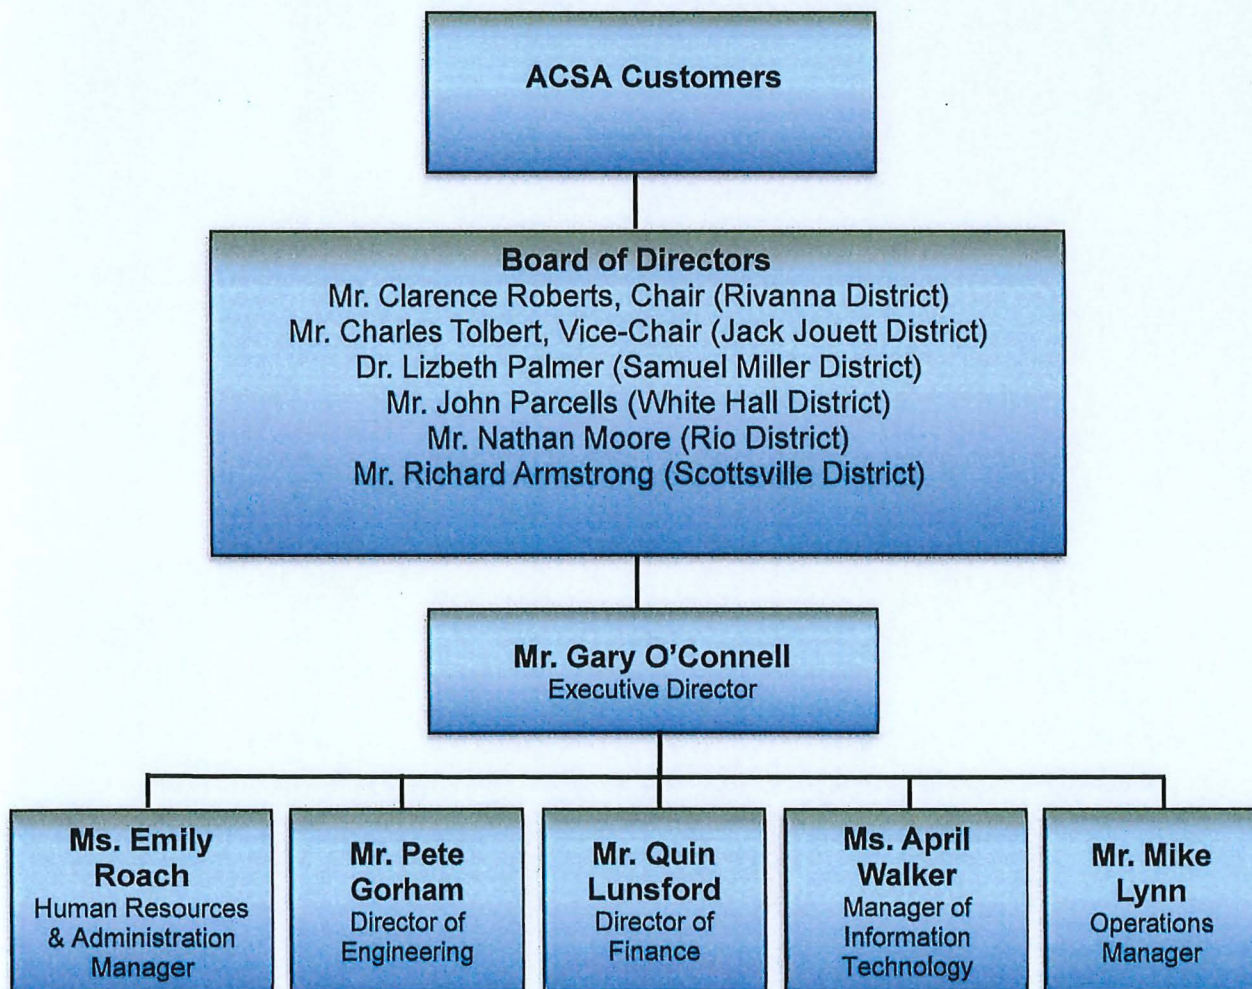 ACSA Customers
Board of Directors
Mr. Clarence Roberts, Chair (Rivanna District)
Mr. Charles Tolbert, Vice-Chair (Jack Jouett District)
Dr. Lizbeth Palmer (Samuel Miller District)
Mr. John Parcells (White Hall District)
Mr. Nathan Moore (Rio District)
Mr. Richard Armstrong (Scottsville District)
Mr. Gary O’Connell
Executive Director
Ms. Emily
Roach
Human Resources
& Administration
Manager
Mr. Pete
Gorham
Director of
Engineering
Mr. Quin
Lunsford
Director of
Finance
Ms. April
Walker
Manager of
Information
Technology
Mr. Mike
Lynn
Operations
Manager